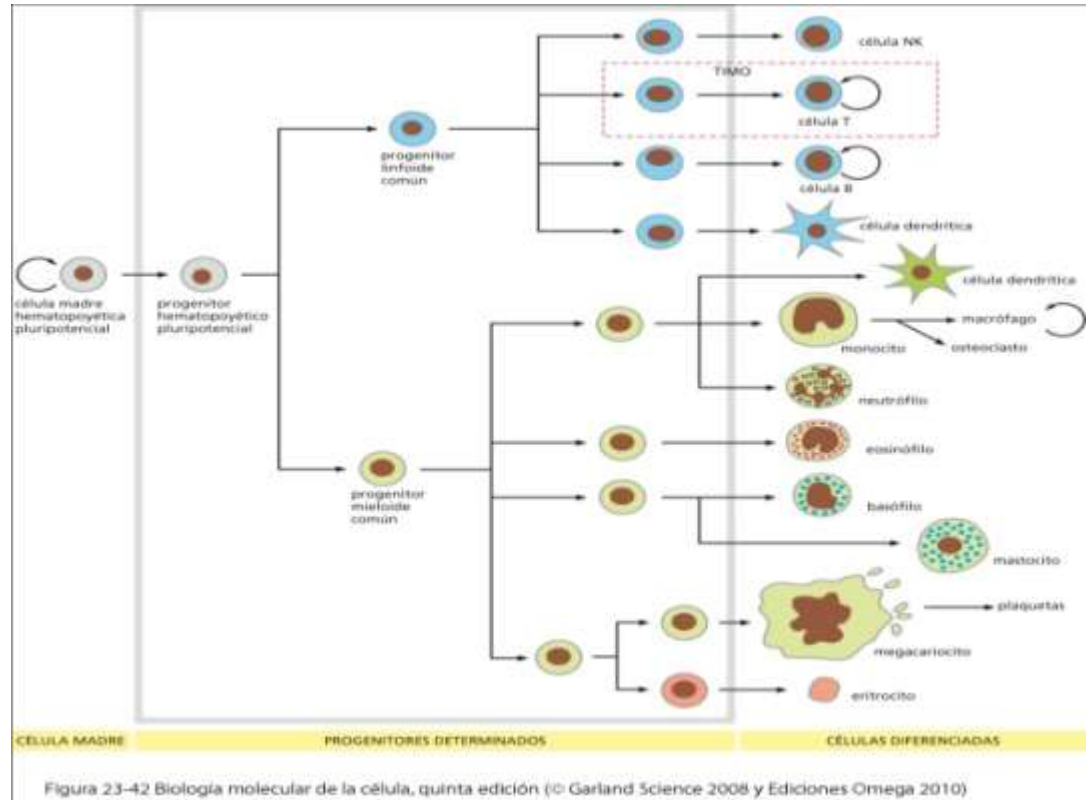 célula NK
TIMO
célula T
progenitor
linfoide
común
célula B
célula dendrítica
célula madre
hematopoyética
pluripotencial
progenitor
hematopoyético
pluripotencial
célula dendrítica
macrófago
monocito
osteoclasto
neutrófilo
eosinófilo
progenitor
mieloide
común
basófilo
mastocito
plaquetas
megacariocito
eritrocito
CÉLULA MADRE
PROGENITORES DETERMINADOS
CÉLULAS DIFERENCIADAS
Figura 23-42 Biología molecular de la célula, quinta edición (© Garland Science 2008 y Ediciones Omega 2010)